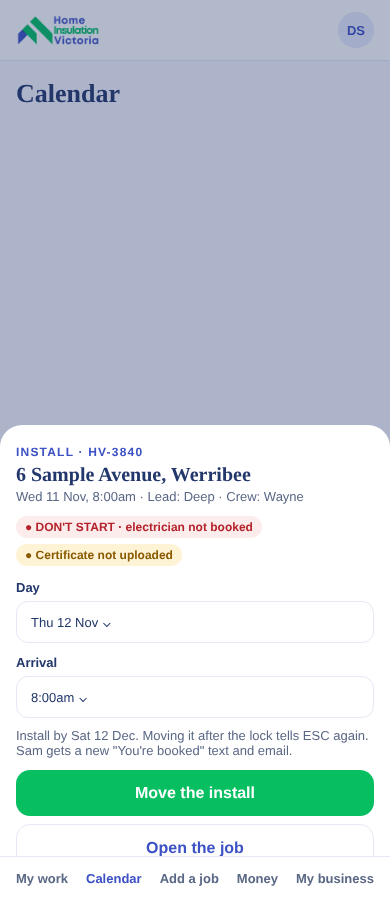 Home
Insulation
Victoria
DS
Calendar
INSTALL · HV-3840
6 Sample Avenue, Werribee
Wed 11 Nov, 8:00am · Lead: Deep · Crew: Wayne
● DON'T START · electrician not booked
● Certificate not uploaded
Day
Thu 12 Nov
Arrival
8:00am
Install by Sat 12 Dec. Moving it after the lock tells ESC again.
Sam gets a new "You're booked" text and email.
Move the install
Open the job
My work Calendar Add a job Money My business